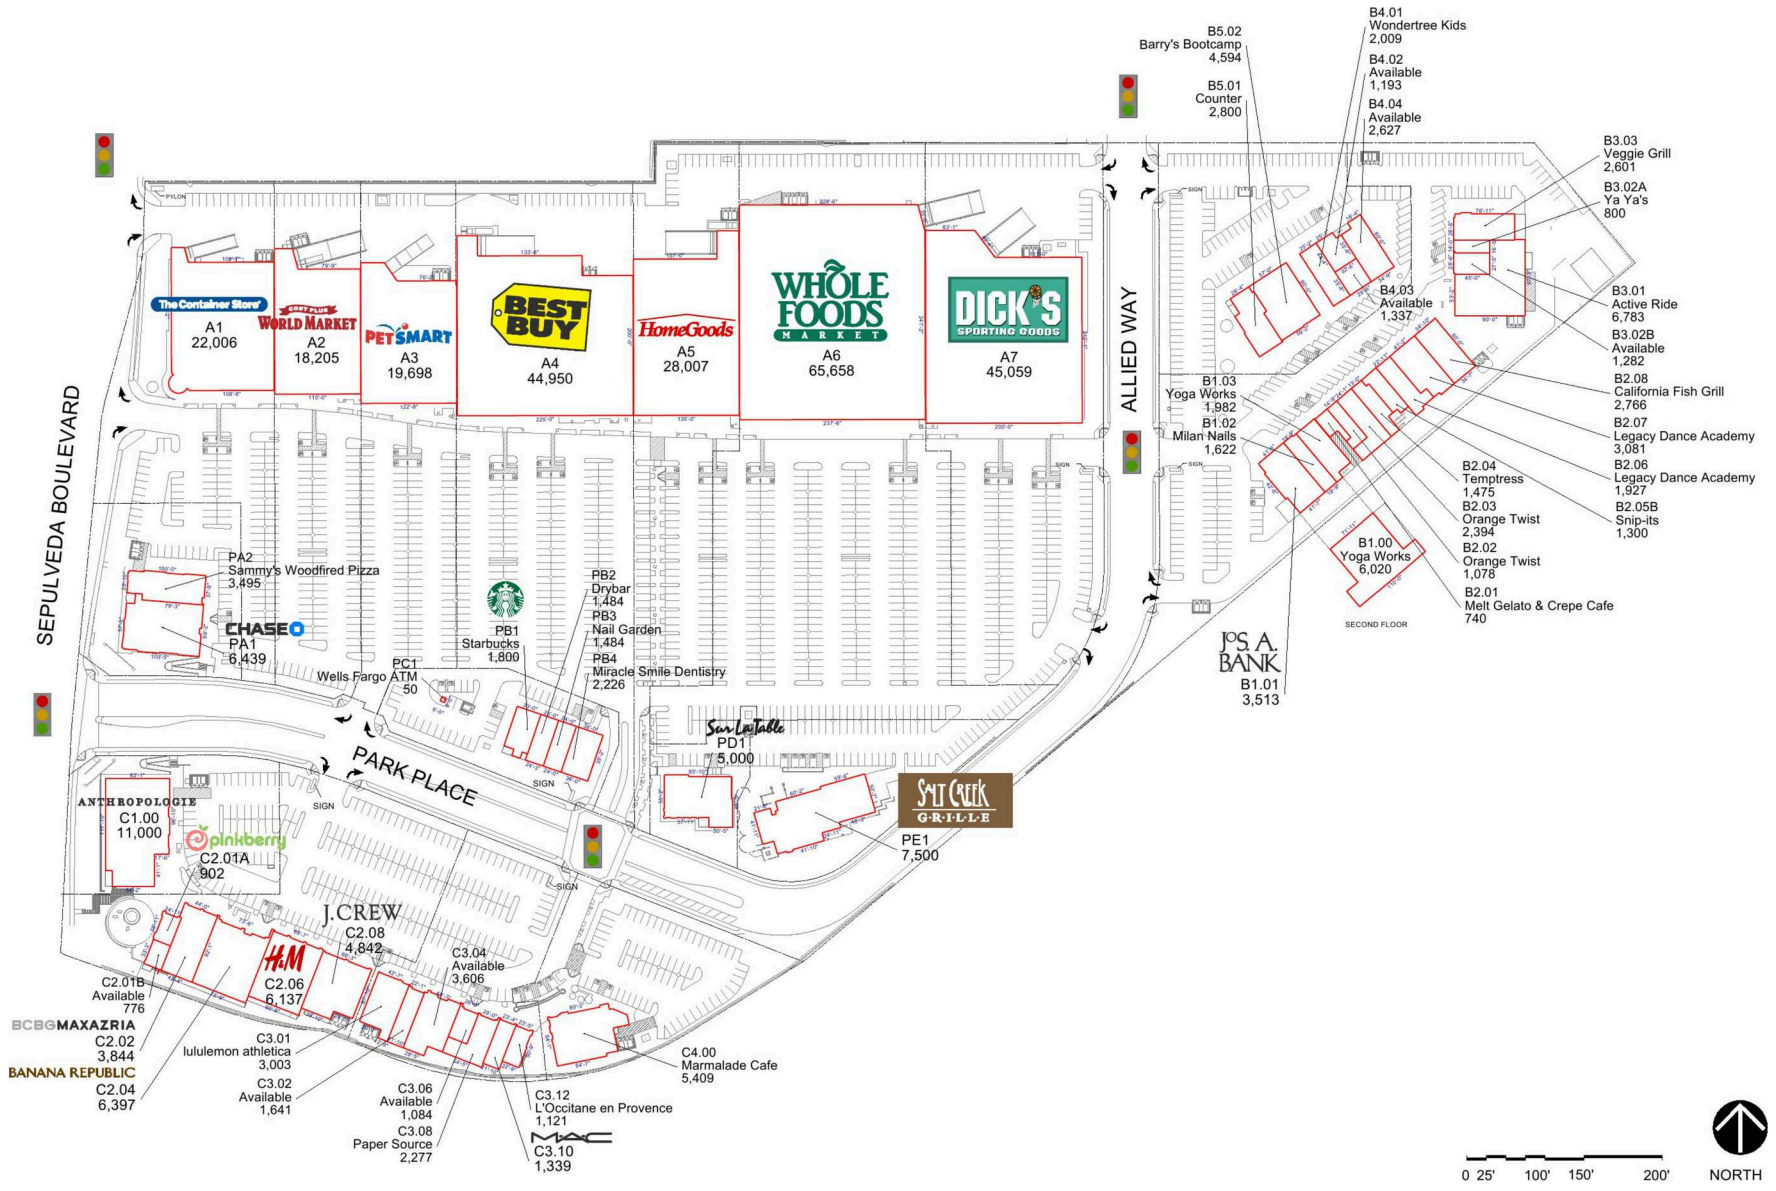 B4.01
Wondertree Kids
2,009
B5.02
Barry's Bootcamp
4,594
B4.02
Available
1,193
B5.01
Counter
2,800
B4.04
Available
2,627
B3.03
Veggie Grill
2,601
B3.02A
Ya Ya's
800
PYLON
SIGN
The Container Store
A1
22,006
COST PLUS
WORLD MARKET
A2
18,205
PETSMART
A3
19,698
BEST
BUY
A4
44,950
HomeGoods
A5
28,007
WHOLE
FOODS
MARKET
A6
65,658
DICK'S
SPORTING GOODS
A7
45,059
ALLIED WAY
B4.03
Available
1,337
B3.01
Active Ride
6,783
B3.02B
Available
1,282
B2.08
California Fish Grill
2,766
B2.07
Legacy Dance Academy
3,081
B2.06
Legacy Dance Academy
1,927
B2.05B
Snip-its
1,300
B1.03
Yoga Works
1,982
B1.02
Milan Nails
1,622
B2.04
Temptress
1,475
B2.03
Orange Twist
2,394
B2.02
Orange Twist
1,078
B2.01
Melt Gelato & Crepe Cafe
740
SIGN
SIGN
B1.00
Yoga Works
6,020
SECOND FLOOR
JOS. A.
BANK
B1.01
3,513
SEPULVEDA BOULEVARD
PA2
Sammy's Woodfired Pizza
3,495
CHASE
PA1
6,439
PB1
Starbucks
1,800
PB2
Drybar
1,484
PB3
Nail Garden
1,484
PB4
Miracle Smile Dentistry
2,226
PC1
Wells Fargo ATM
50
Sur La Table
PD1
5,000
SALT CREEK
G·R·I·L·L·E
PE1
7,500
PARK PLACE
SIGN
SIGN
SIGN
ANTHROPOLOGIE
C1.00
11,000
pinkberry
C2.01A
902
J.CREW
C2.08
4,842
H&M
C2.06
6,137
C3.04
Available
3,606
C2.01B
Available
776
BCBGMAXAZRIA
C2.02
3,844
BANANA REPUBLIC
C2.04
6,397
C3.01
lululemon athletica
3,003
C3.02
Available
1,641
C3.06
Available
1,084
C3.08
Paper Source
2,277
C3.12
L'Occitane en Provence
1,121
MAC
C3.10
1,339
C4.00
Marmalade Cafe
5,409
0 25' 100' 150' 200'
NORTH